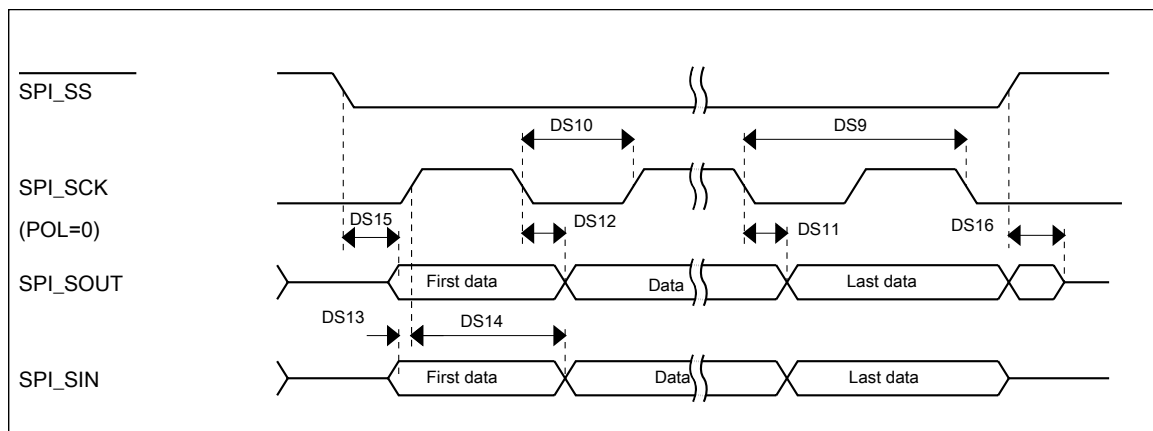 SPI_SS
DS10
DS9
SPI_SCK
(POL=0)
DS15
DS12
DS11
DS16
SPI_SOUT
First data
Data
Last data
DS13
DS14
SPI_SIN
First data
Data
Last data